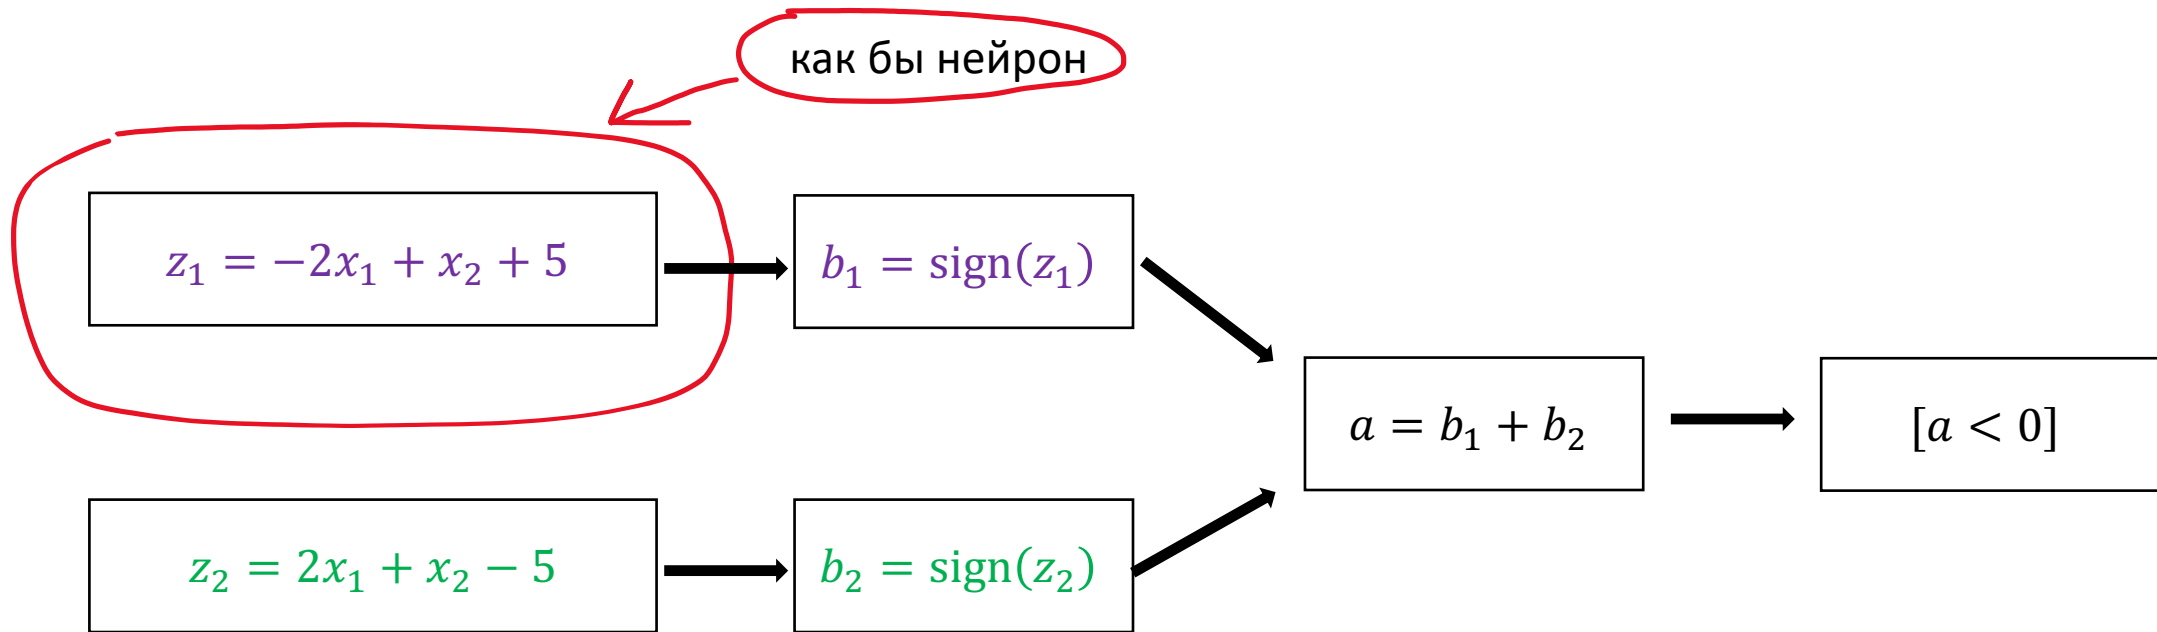 как бы нейрон
z₁ = −2x₁ + x₂ + 5
b₁ = sign(z₁)
a = b₁ + b₂
[a < 0]
z₂ = 2x₁ + x₂ − 5
b₂ = sign(z₂)